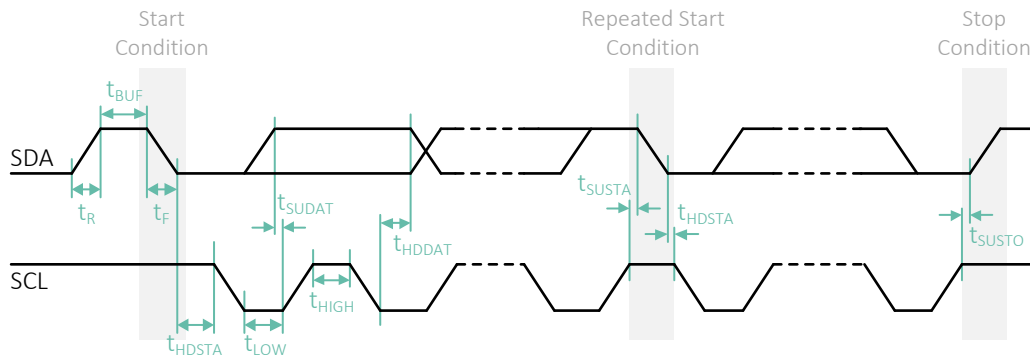 Start
Condition
Repeated Start
Condition
Stop
Condition
tBUF
SDA
tR
tF
tSUDAT
tHDDAT
tSUSTA
tHDSTA
tSUSTO
SCL
tHIGH
tHDSTA
tLOW